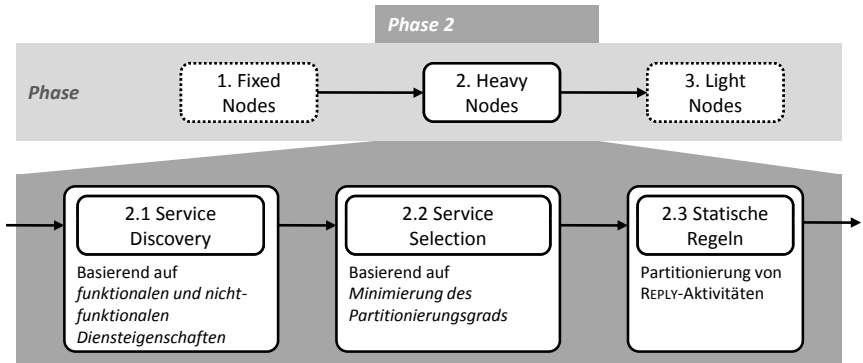 Phase 2
Phase
1. Fixed
Nodes
2. Heavy
Nodes
3. Light
Nodes
2.1 Service
Discovery
Basierend auf
funktionalen und nicht-
funktionalen
Diensteigenschaften
2.2 Service
Selection
Basierend auf
Minimierung des
Partitionierungsgrads
2.3 Statische
Regeln
Partitionierung von
REPLY-Aktivitäten